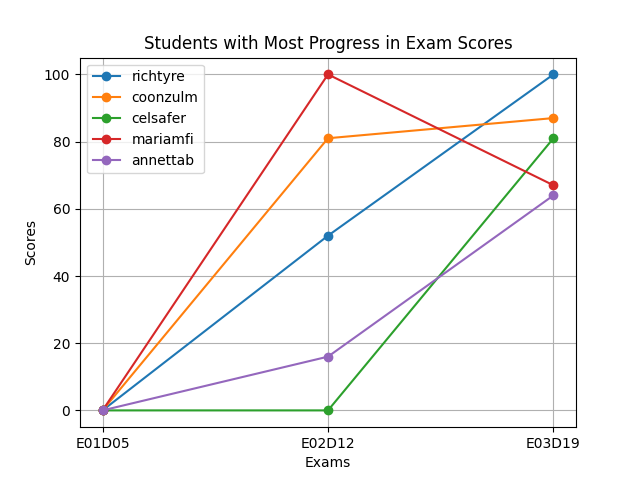 Students with Most Progress in Exam Scores
richtyre
coonzulm
celsafer
mariamfi
annettab
100
80
60
40
20
0
Scores
E01D05 E02D12 E03D19
Exams